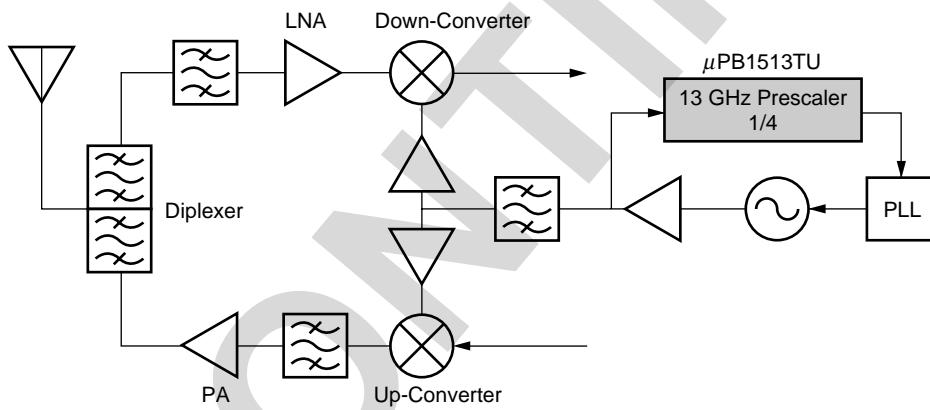 LNA
Down-Converter
μPB1513TU
13 GHz Prescaler
1/4
Diplexer
PLL
PA
Up-Converter